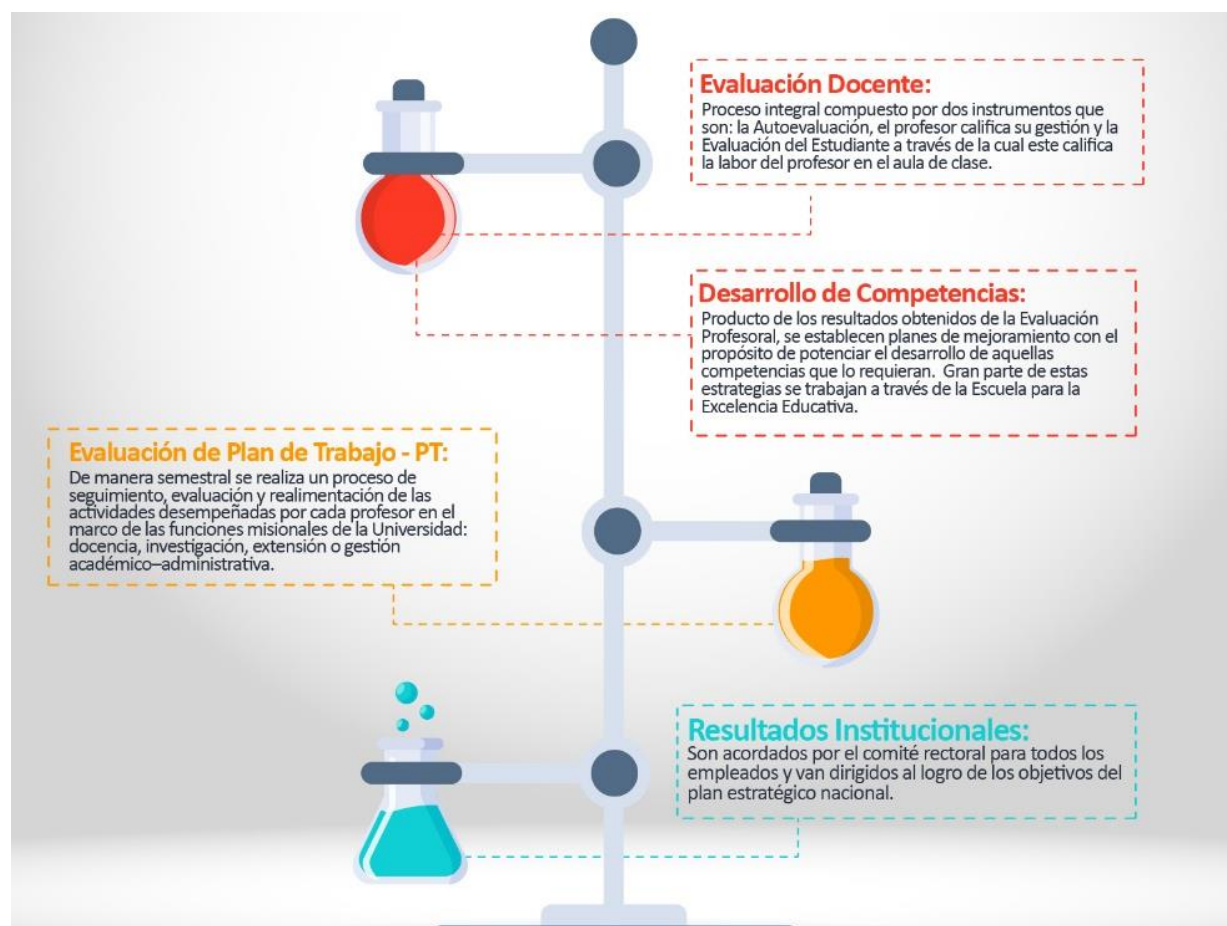 Evaluación Docente:
Proceso integral compuesto por dos instrumentos que
son: la Autoevaluación, el profesor califica su gestión y la
Evaluación del Estudiante a través de la cual este califica
la labor del profesor en el aula de clase.
Desarrollo de Competencias:
Producto de los resultados obtenidos de la Evaluación
Profesoral, se establecen planes de mejoramiento con el
propósito de potenciar el desarrollo de aquellas
competencias que lo requieran. Gran parte de estas
estrategias se trabajan a través de la Escuela para la
Excelencia Educativa.
Evaluación de Plan de Trabajo - PT:
De manera semestral se realiza un proceso de
seguimiento, evaluación y realimentación de las
actividades desempeñadas por cada profesor en el
marco de las funciones misionales de la Universidad:
docencia, investigación, extensión o gestión
académico–administrativa.
Resultados Institucionales:
Son acordados por el comité rectoral para todos los
empleados y van dirigidos al logro de los objetivos del
plan estratégico nacional.